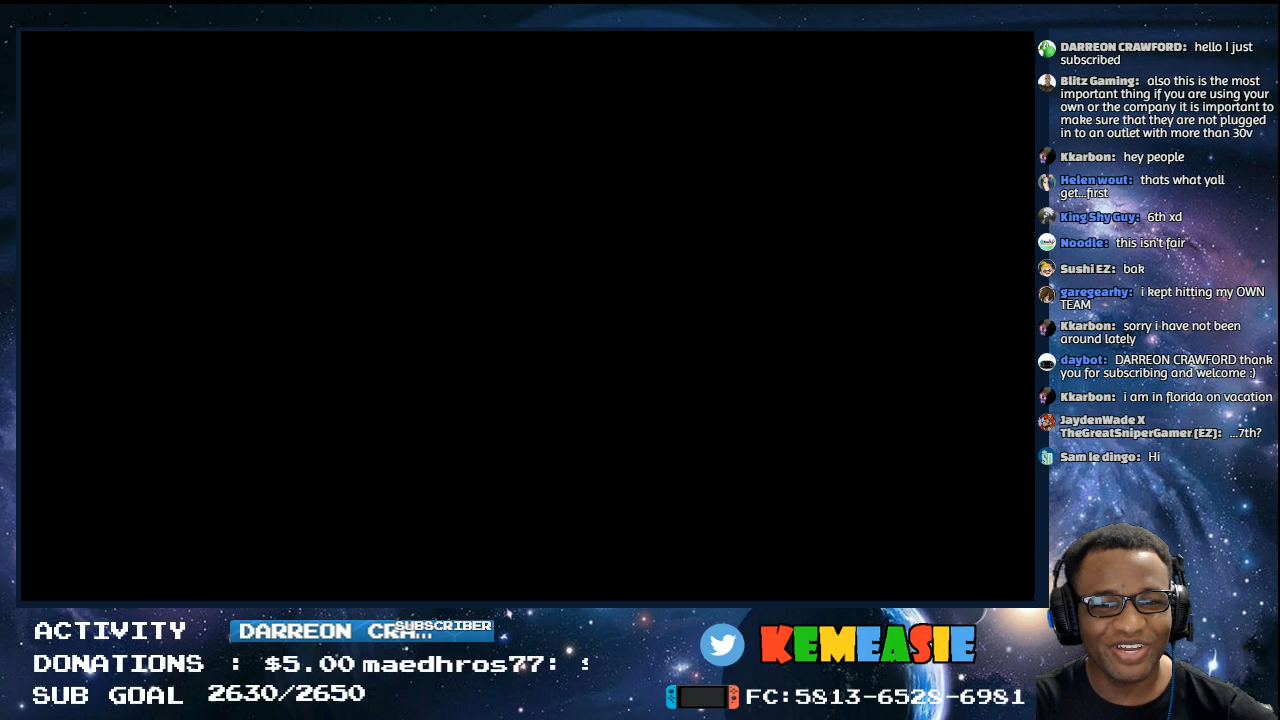 DARREON CRAWFORD: hello I just
subscribed
Blitz Gaming: also this is the most
important thing if you are using your
own or the company it is important to
make sure that they are not plugged
in to an outlet with more than 30v
Kkarbon: hey people
Helen wout: thats what yall
get...first
King Shy Guy: 6th xd
Noodle: this isn't fair
Sushi EZ: bak
garegearhy: i kept hitting my OWN
TEAM
Kkarbon: sorry i have not been
around lately
daybot: DARREON CRAWFORD thank
you for subscribing and welcome :)
Kkarbon: i am in florida on vacation
JaydenWade X
TheGreatSniperGamer [EZ]: ...7th?
Sam le dingo: Hi
ACTIVITY DARREON CRA... SUBSCRIBER
DONATIONS : $5.00 maedhros77:
SUB GOAL 2630/2650
KEMEASIE
FC:5813-6528-6981